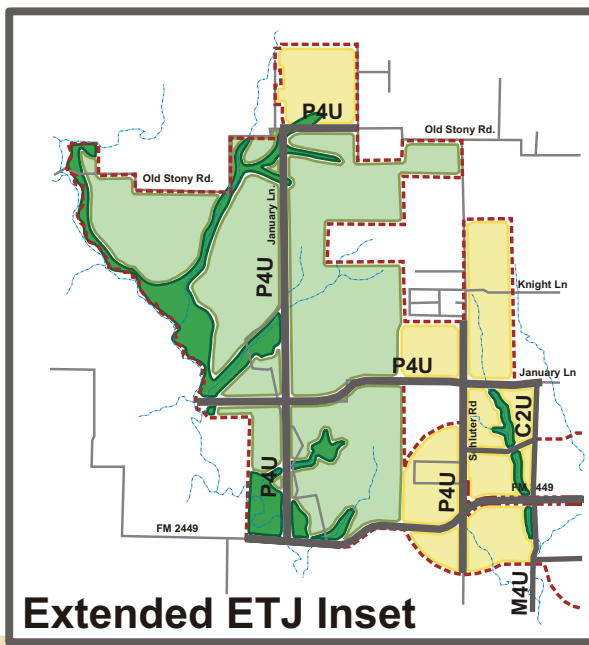 P4U
Old Stony Rd.
Old Stony Rd.
January Ln.
P4U
Knight Ln
P4U
January Ln
Schluter Rd
C2U
P4U
P4U
FM 2449
FM 2449
M4U
Extended ETJ Inset